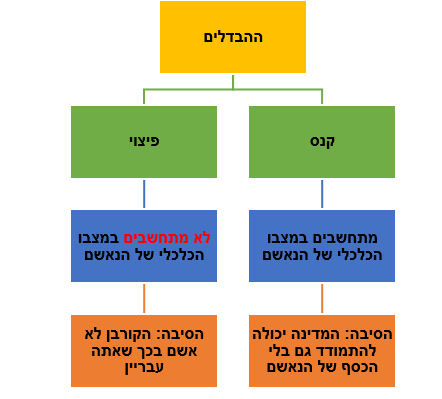 ההבדלים
קנס
פיצוי
מתחשבים במצבו
הכלכלי של הנאשם
לא מתחשבים במצבו
הכלכלי של הנאשם
הסיבה: המדינה יכולה
להתמודד גם בלי
הכסף של הנאשם
הסיבה: הקורבן לא
אשם בכך שאתה
עבריין